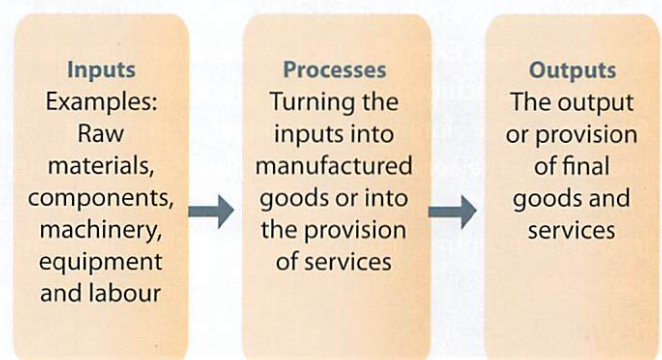 Inputs
Examples:
Raw
materials,
components,
machinery,
equipment
and labour
Processes
Turning the
inputs into
manufactured
goods or into
the provision
of services
Outputs
The output
or provision
of final
goods and
services